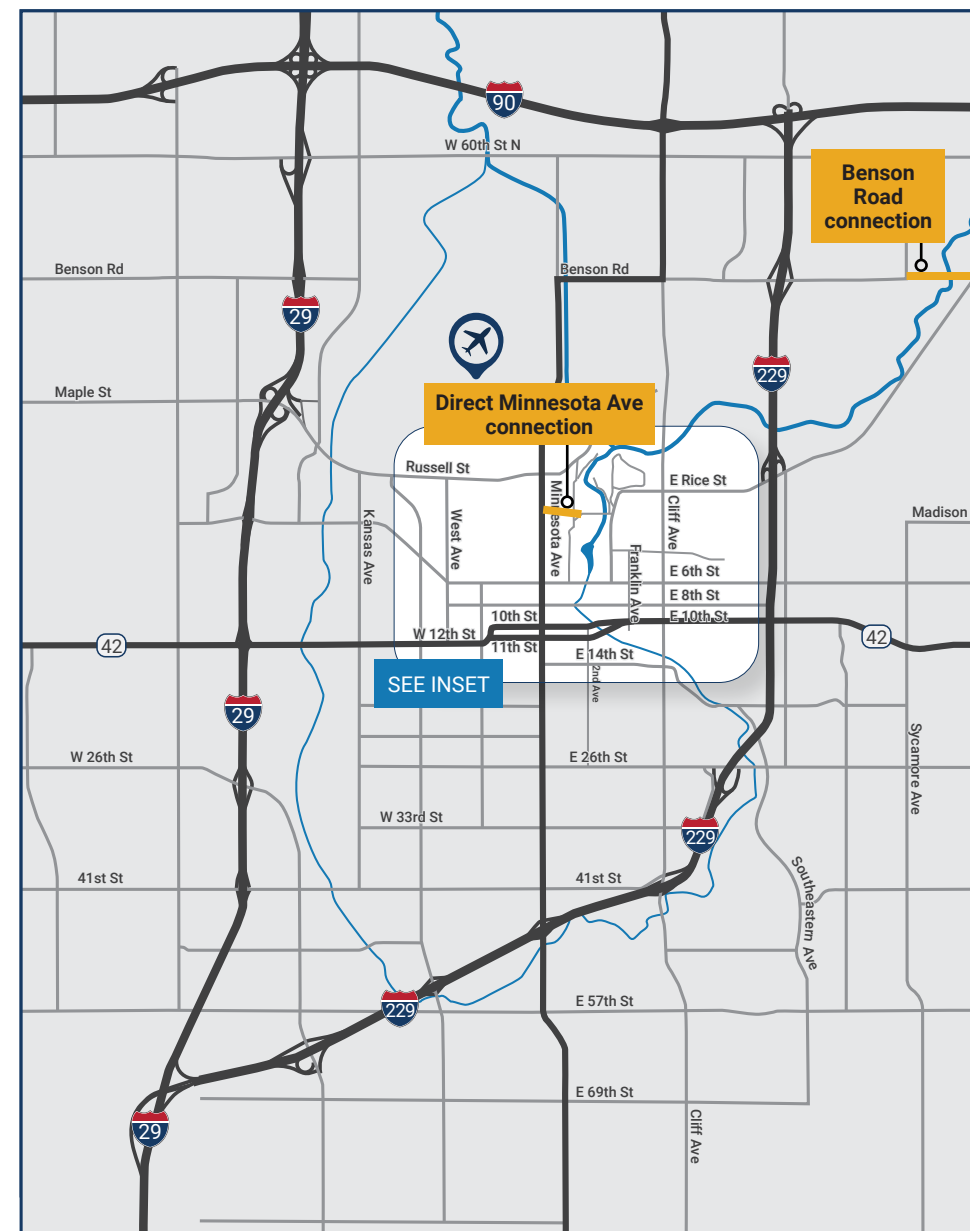 90
W 60th St N
Benson
Road
connection
Benson Rd
Benson Rd
29
229
Maple St
Direct Minnesota Ave
connection
Russell St
E Rice St
Kansas Ave
West Ave
Minnesota Ave
Cliff Ave
Madison
Franklin Ave
E 6th St
E 8th St
10th St
E 10th St
W 12th St
11th St
42
42
E 14th St
2nd Ave
SEE INSET
29
W 26th St
E 26th St
Sycamore Ave
W 33rd St
229
41st St
41st St
Southeastern Ave
229
E 57th St
E 69th St
29
Cliff Ave